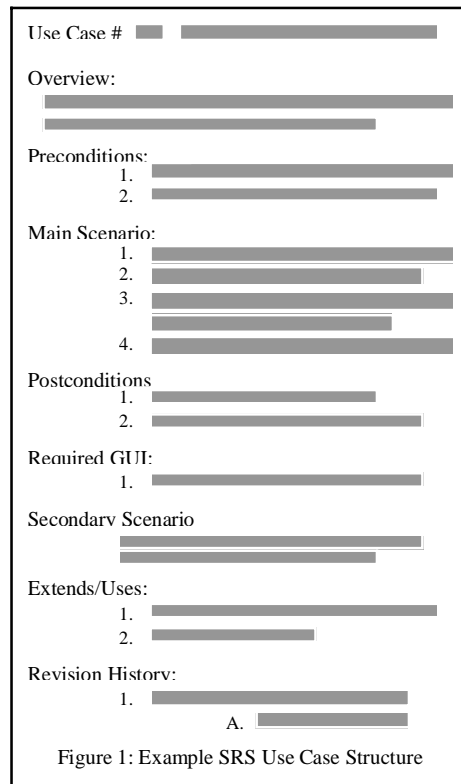 Use Case #
Overview:
Preconditions:
1.
2.
Main Scenario:
1.
2.
3.
4.
Postconditions
1.
2.
Required GUI:
1.
Secondary Scenario
Extends/Uses:
1.
2.
Revision History:
1.
A.
Figure 1: Example SRS Use Case Structure